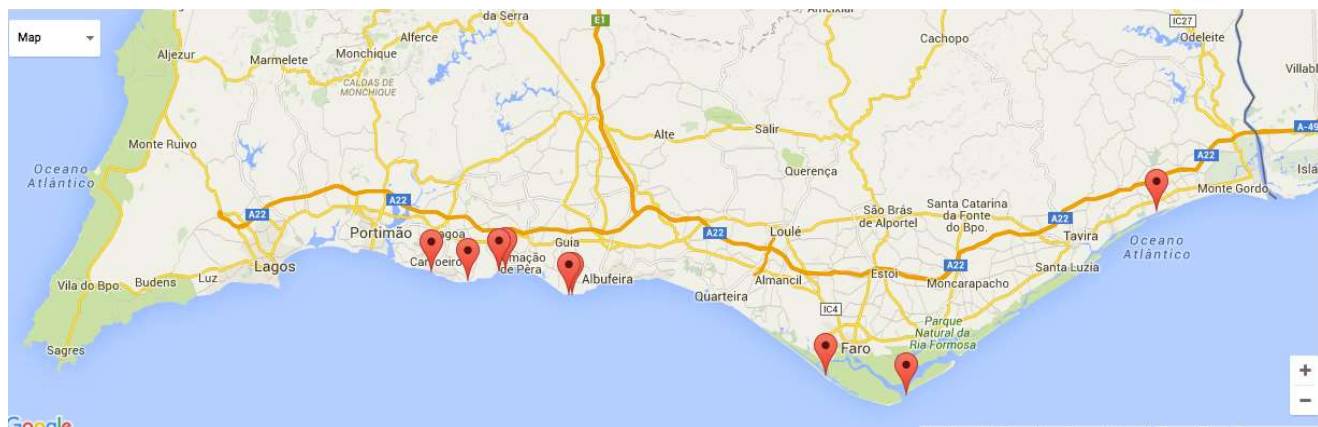 Map
da Serra
E1
IC27
Odeleite
Aljezur
Marmelete
Monchique
Alferce
CALDAS DE
MONCHIQUE
Cachopo
Villabl
Monte Ruivo
Alte
Salir
A-49
Oceano
Atlântico
Querença
A22
Isla
Monte Gordo
A22
A22
Portimão
Guia
A22
Loulé
São Brás
de Alportel
Santa Catarina
da Fonte
do Bpo.
A22
Tavira
Oceano
Atlântico
Vila do Bpo
Budens
Luz
Lagos
de Pêra
Albufeira
Quarteira
Almancil
Estoi
A22
Moncarapacho
Santa Luzia
IC4
Sagres
Faro
Parque
Natural da
Ria Formosa
+
−
Google